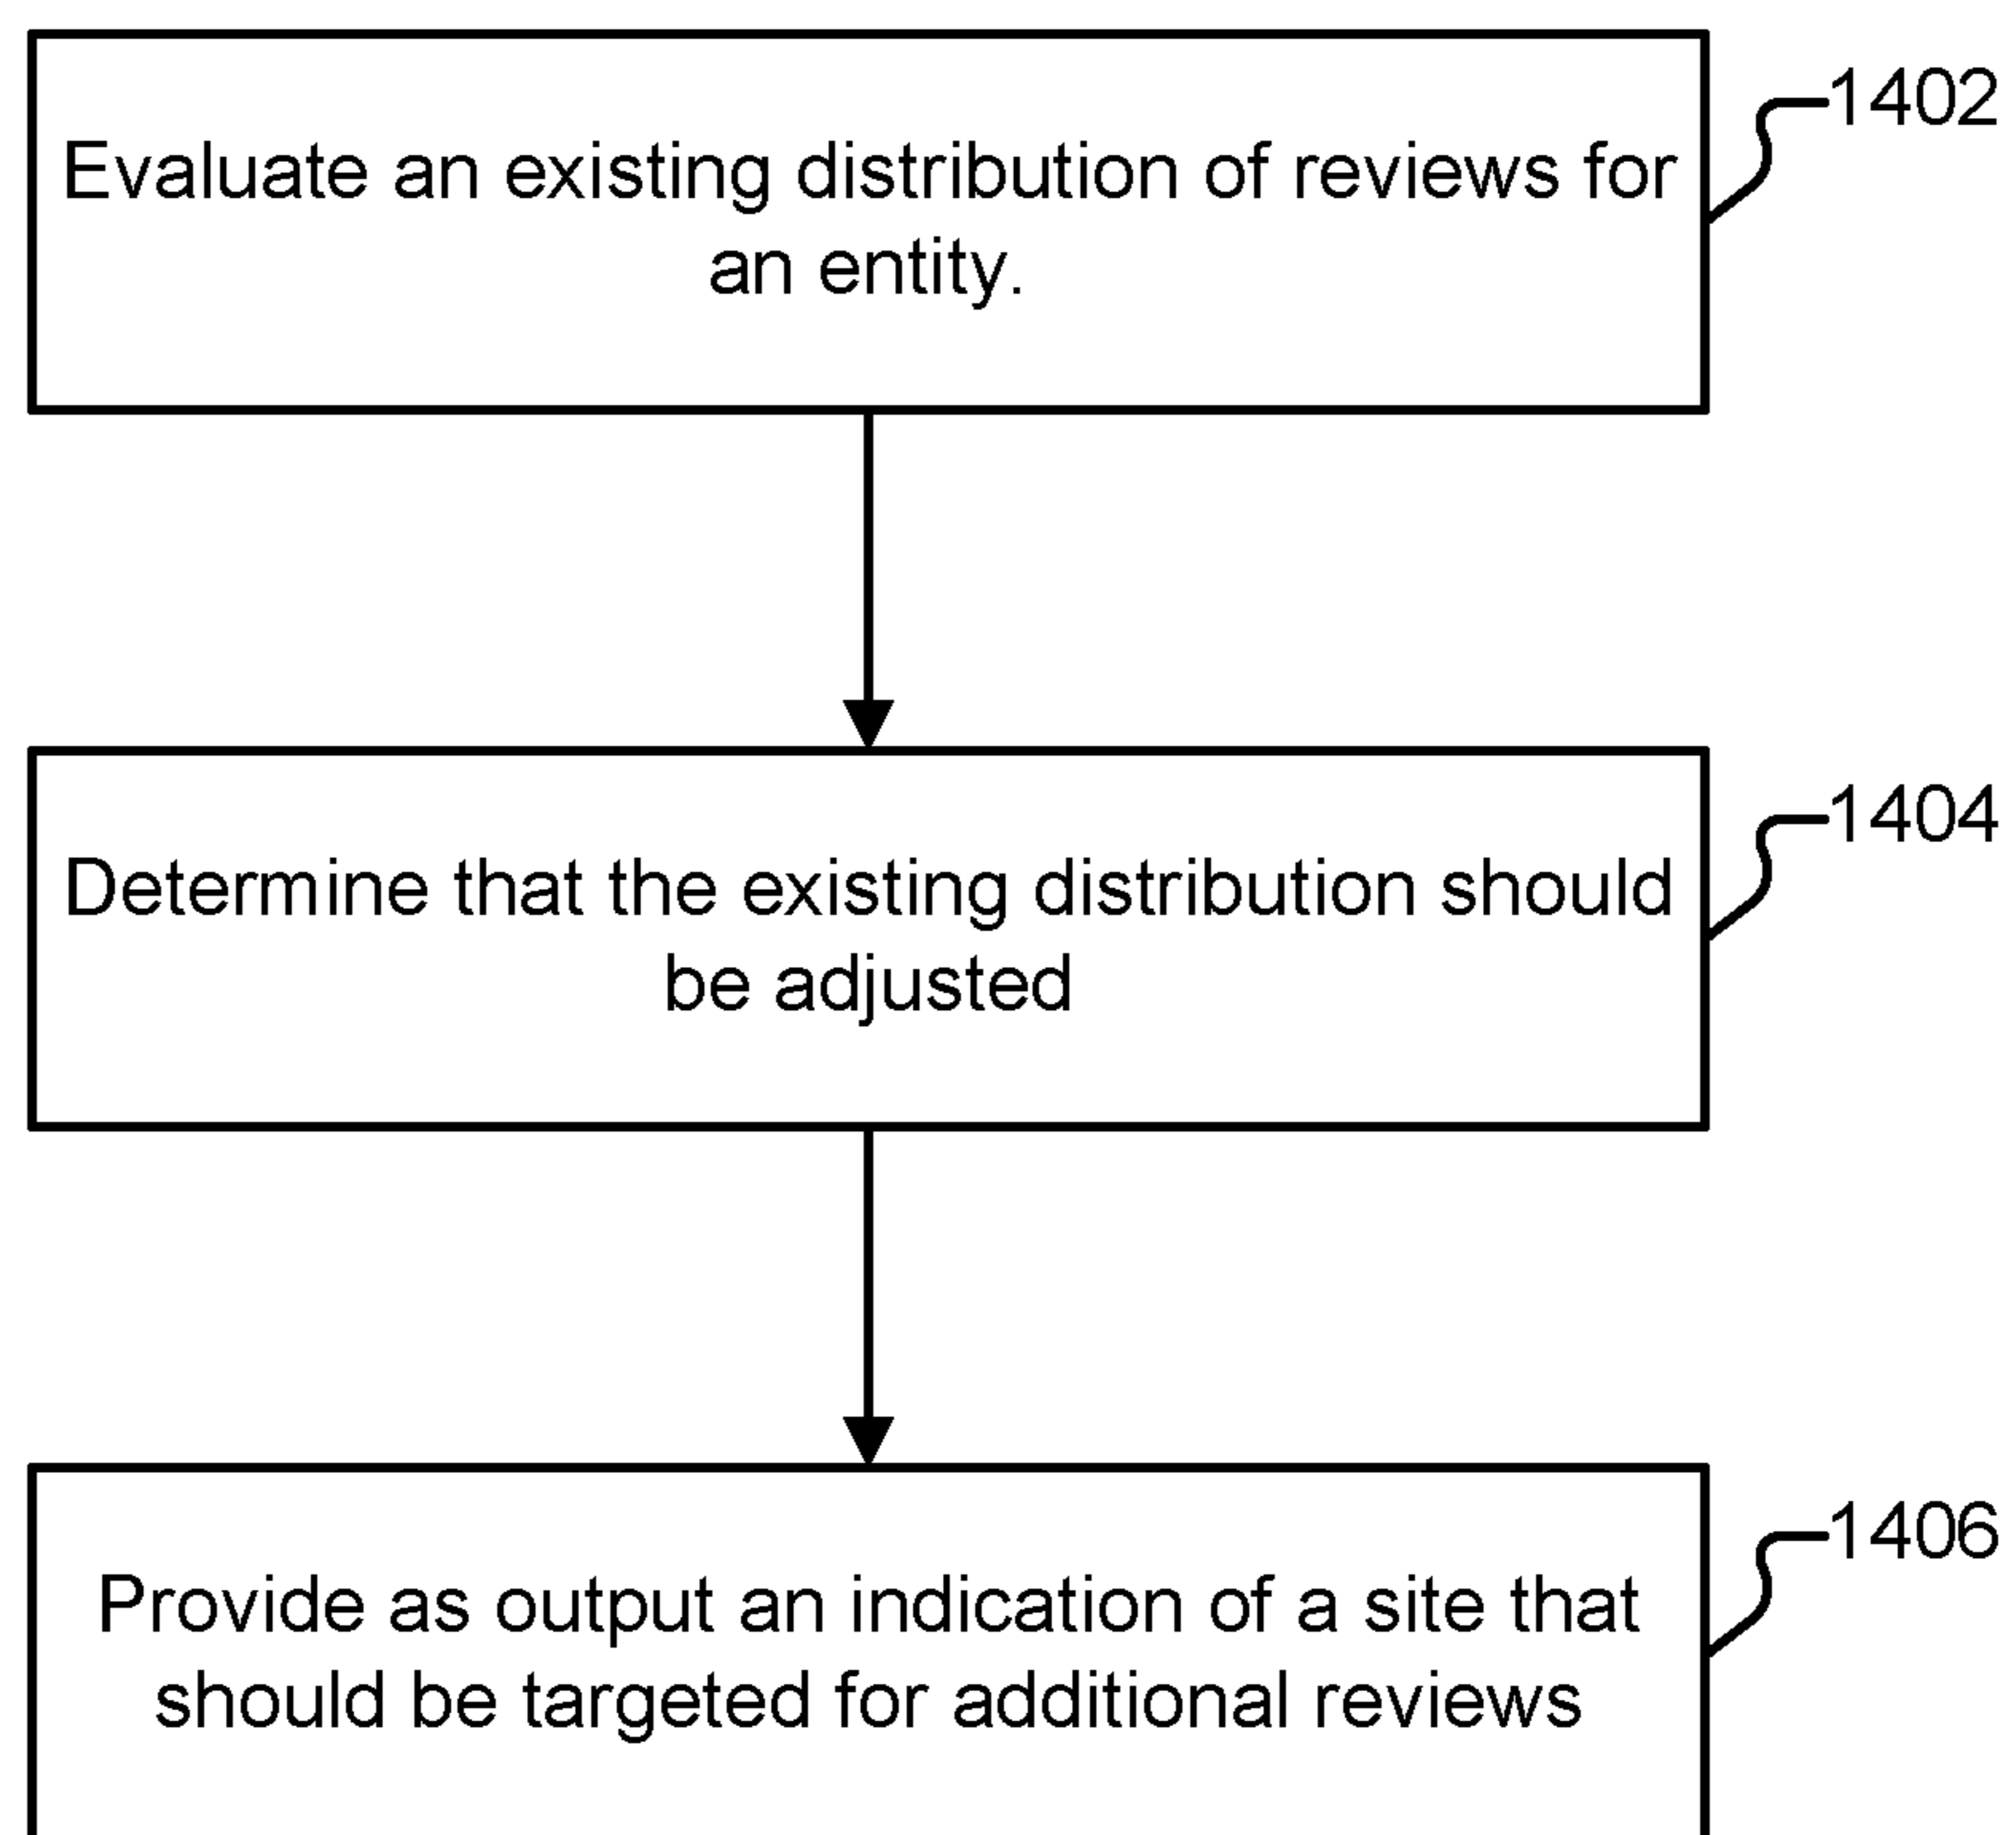 1402
Evaluate an existing distribution of reviews for
an entity.
1404
Determine that the existing distribution should
be adjusted
1406
Provide as output an indication of a site that
should be targeted for additional reviews